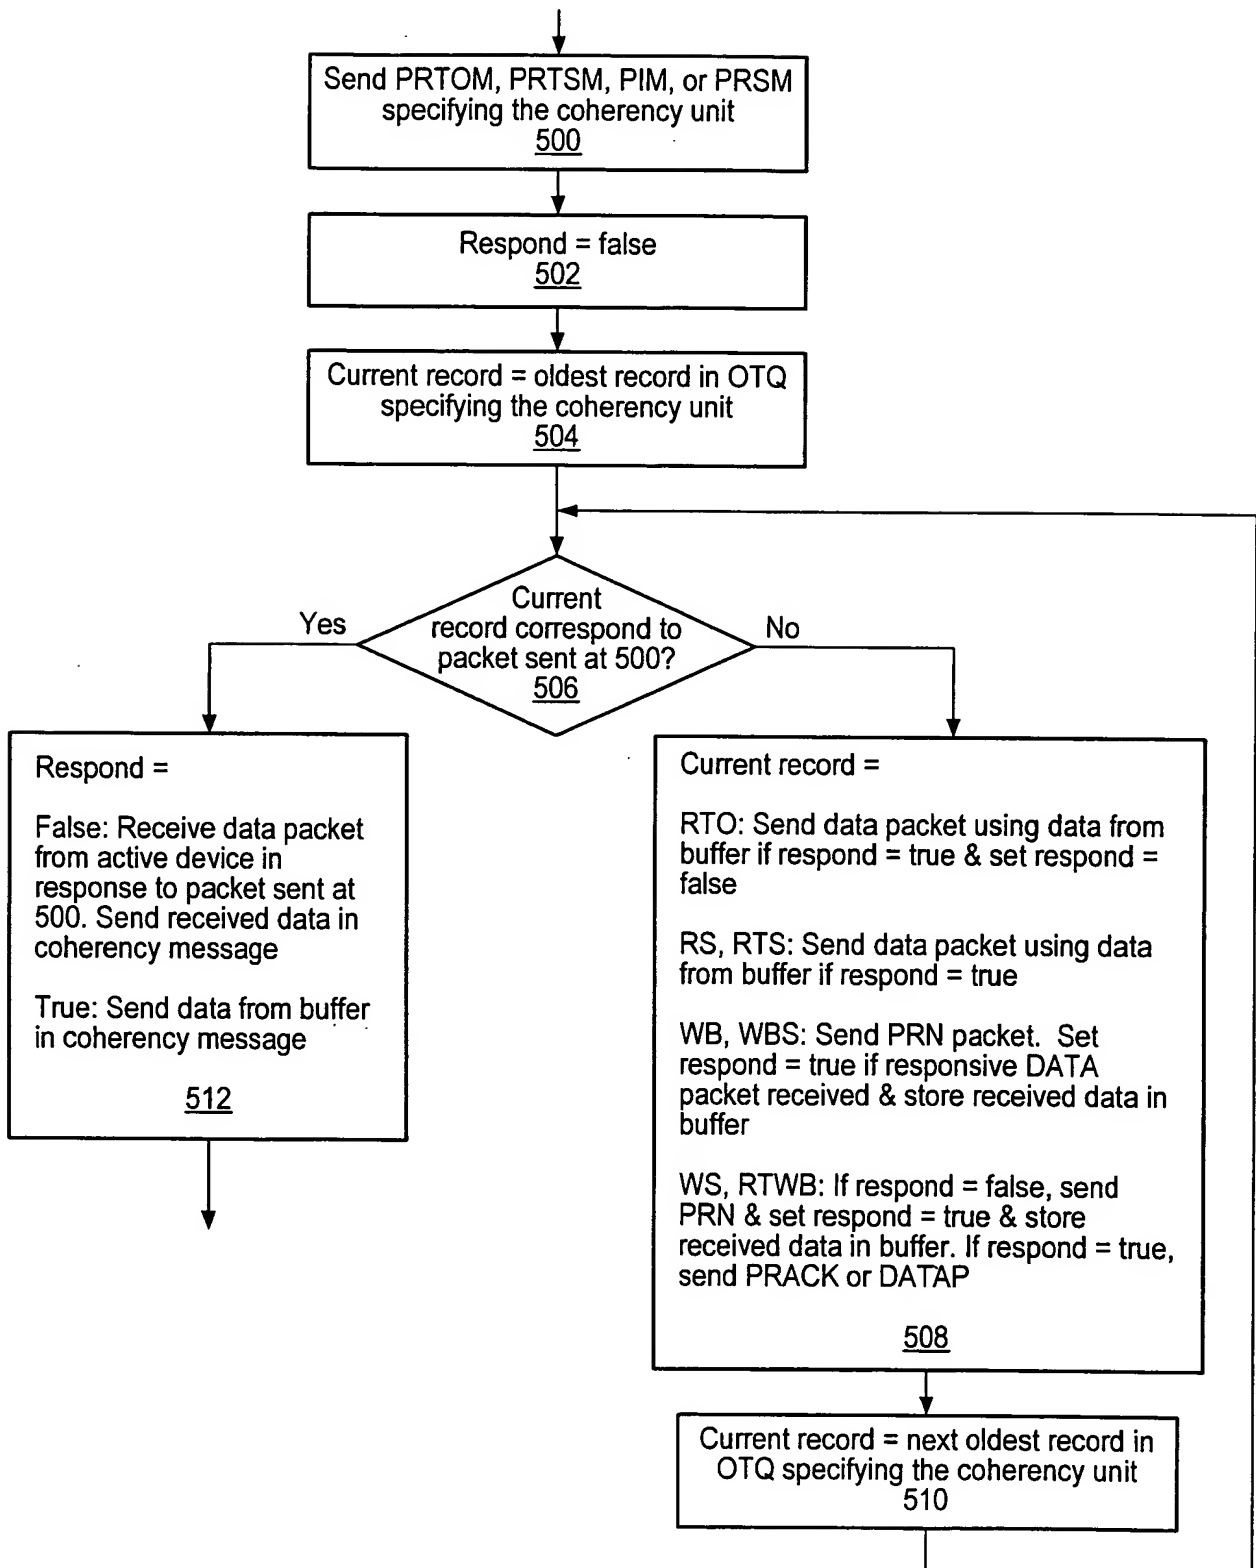 Send PRTOM, PRTSM, PIM, or PRSM
specifying the coherency unit
500
Respond = false
502
Current record = oldest record in OTQ
specifying the coherency unit
504
Current
record correspond to
packet sent at 500?
506
Yes
No
Respond =
False: Receive data packet
from active device in
response to packet sent at
500. Send received data in
coherency message
True: Send data from buffer
in coherency message
512
Current record =
RTO: Send data packet using data from
buffer if respond = true & set respond =
false
RS, RTS: Send data packet using data
from buffer if respond = true
WB, WBS: Send PRN packet. Set
respond = true if responsive DATA
packet received & store received data in
buffer
WS, RTWB: If respond = false, send
PRN & set respond = true & store
received data in buffer. If respond = true,
send PRACK or DATAP
508
Current record = next oldest record in
OTQ specifying the coherency unit
510